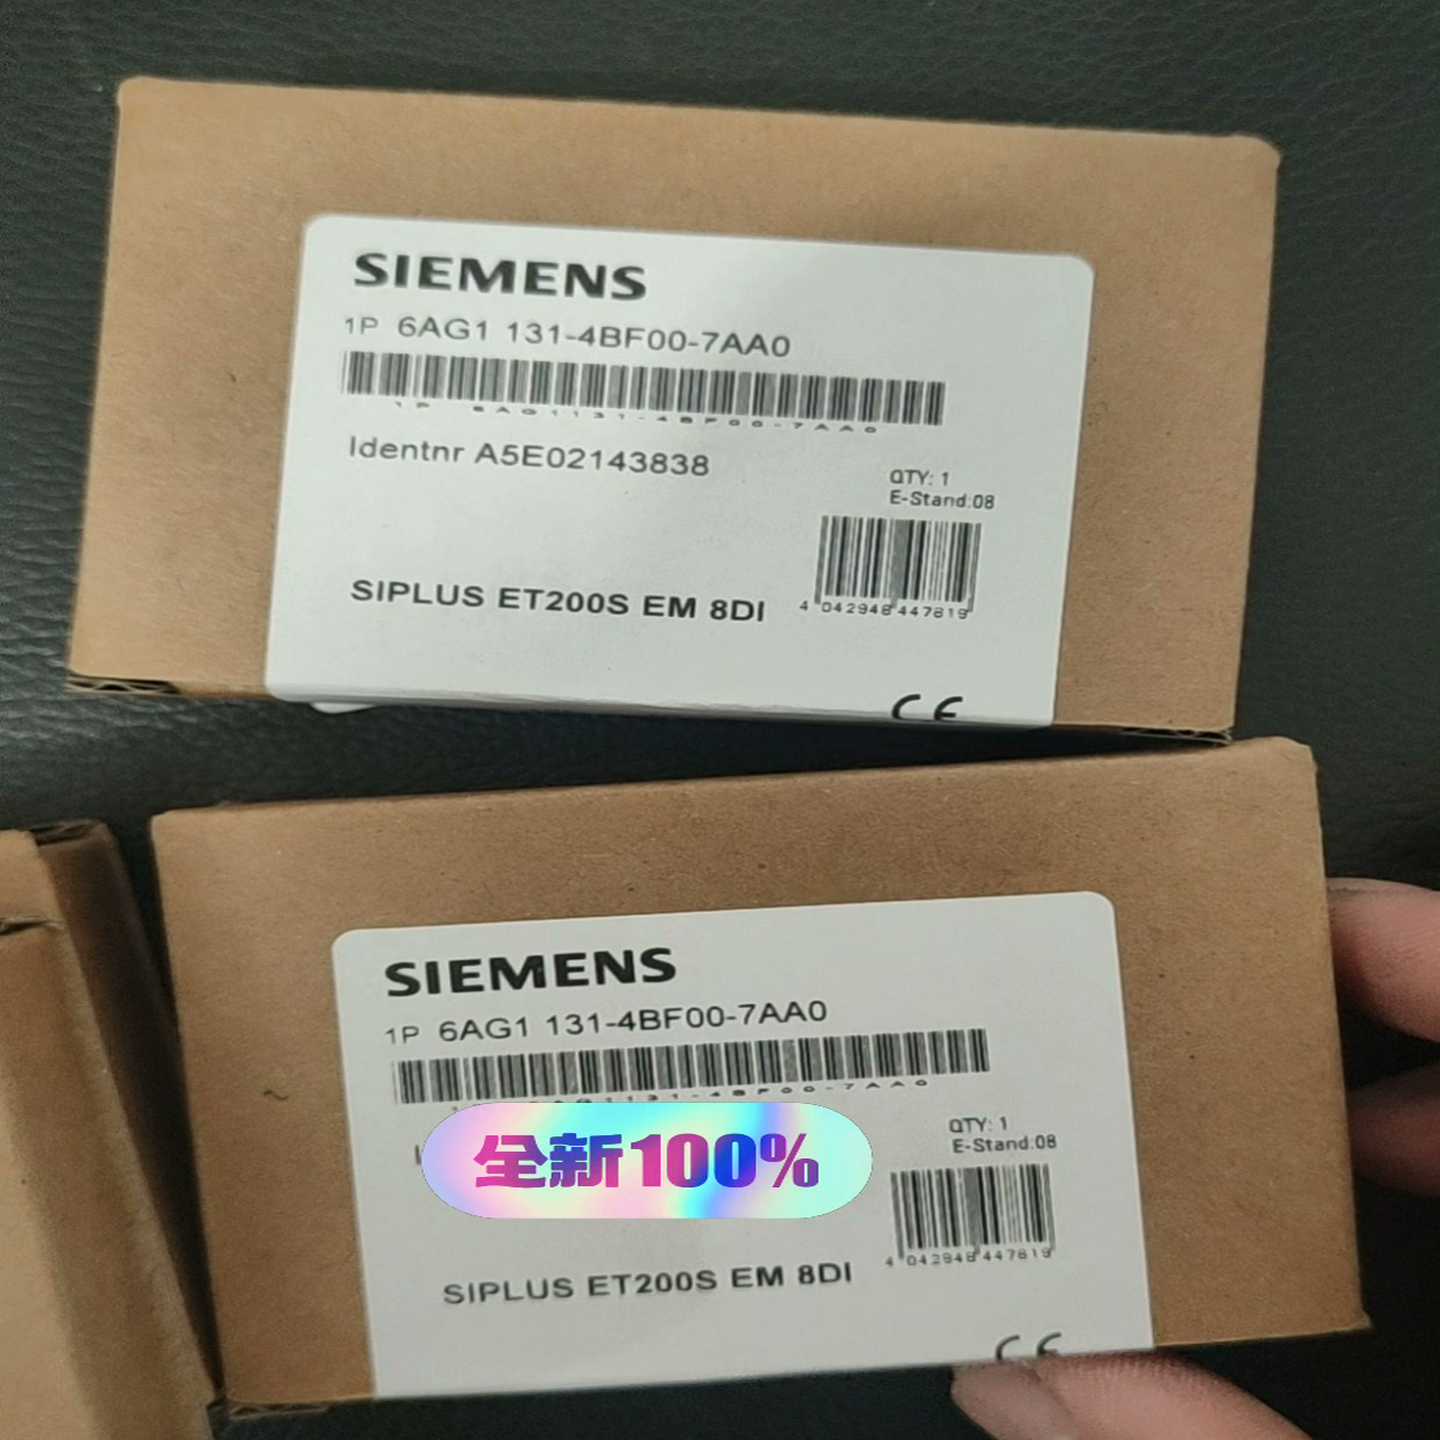 SIEMENS
1P 6AG1 131-4BF00-7AA0
1P 6AG1131-4BF00-7AA0
Identnr A5E02143838
QTY: 1
E-Stand:08
4 042948 447819
SIPLUS ET200S EM 8DI
CE
SIEMENS
1P 6AG1 131-4BF00-7AA0
全新100%
QTY: 1
E-Stand:08
4 042948 447819
SIPLUS ET200S EM 8DI
CE